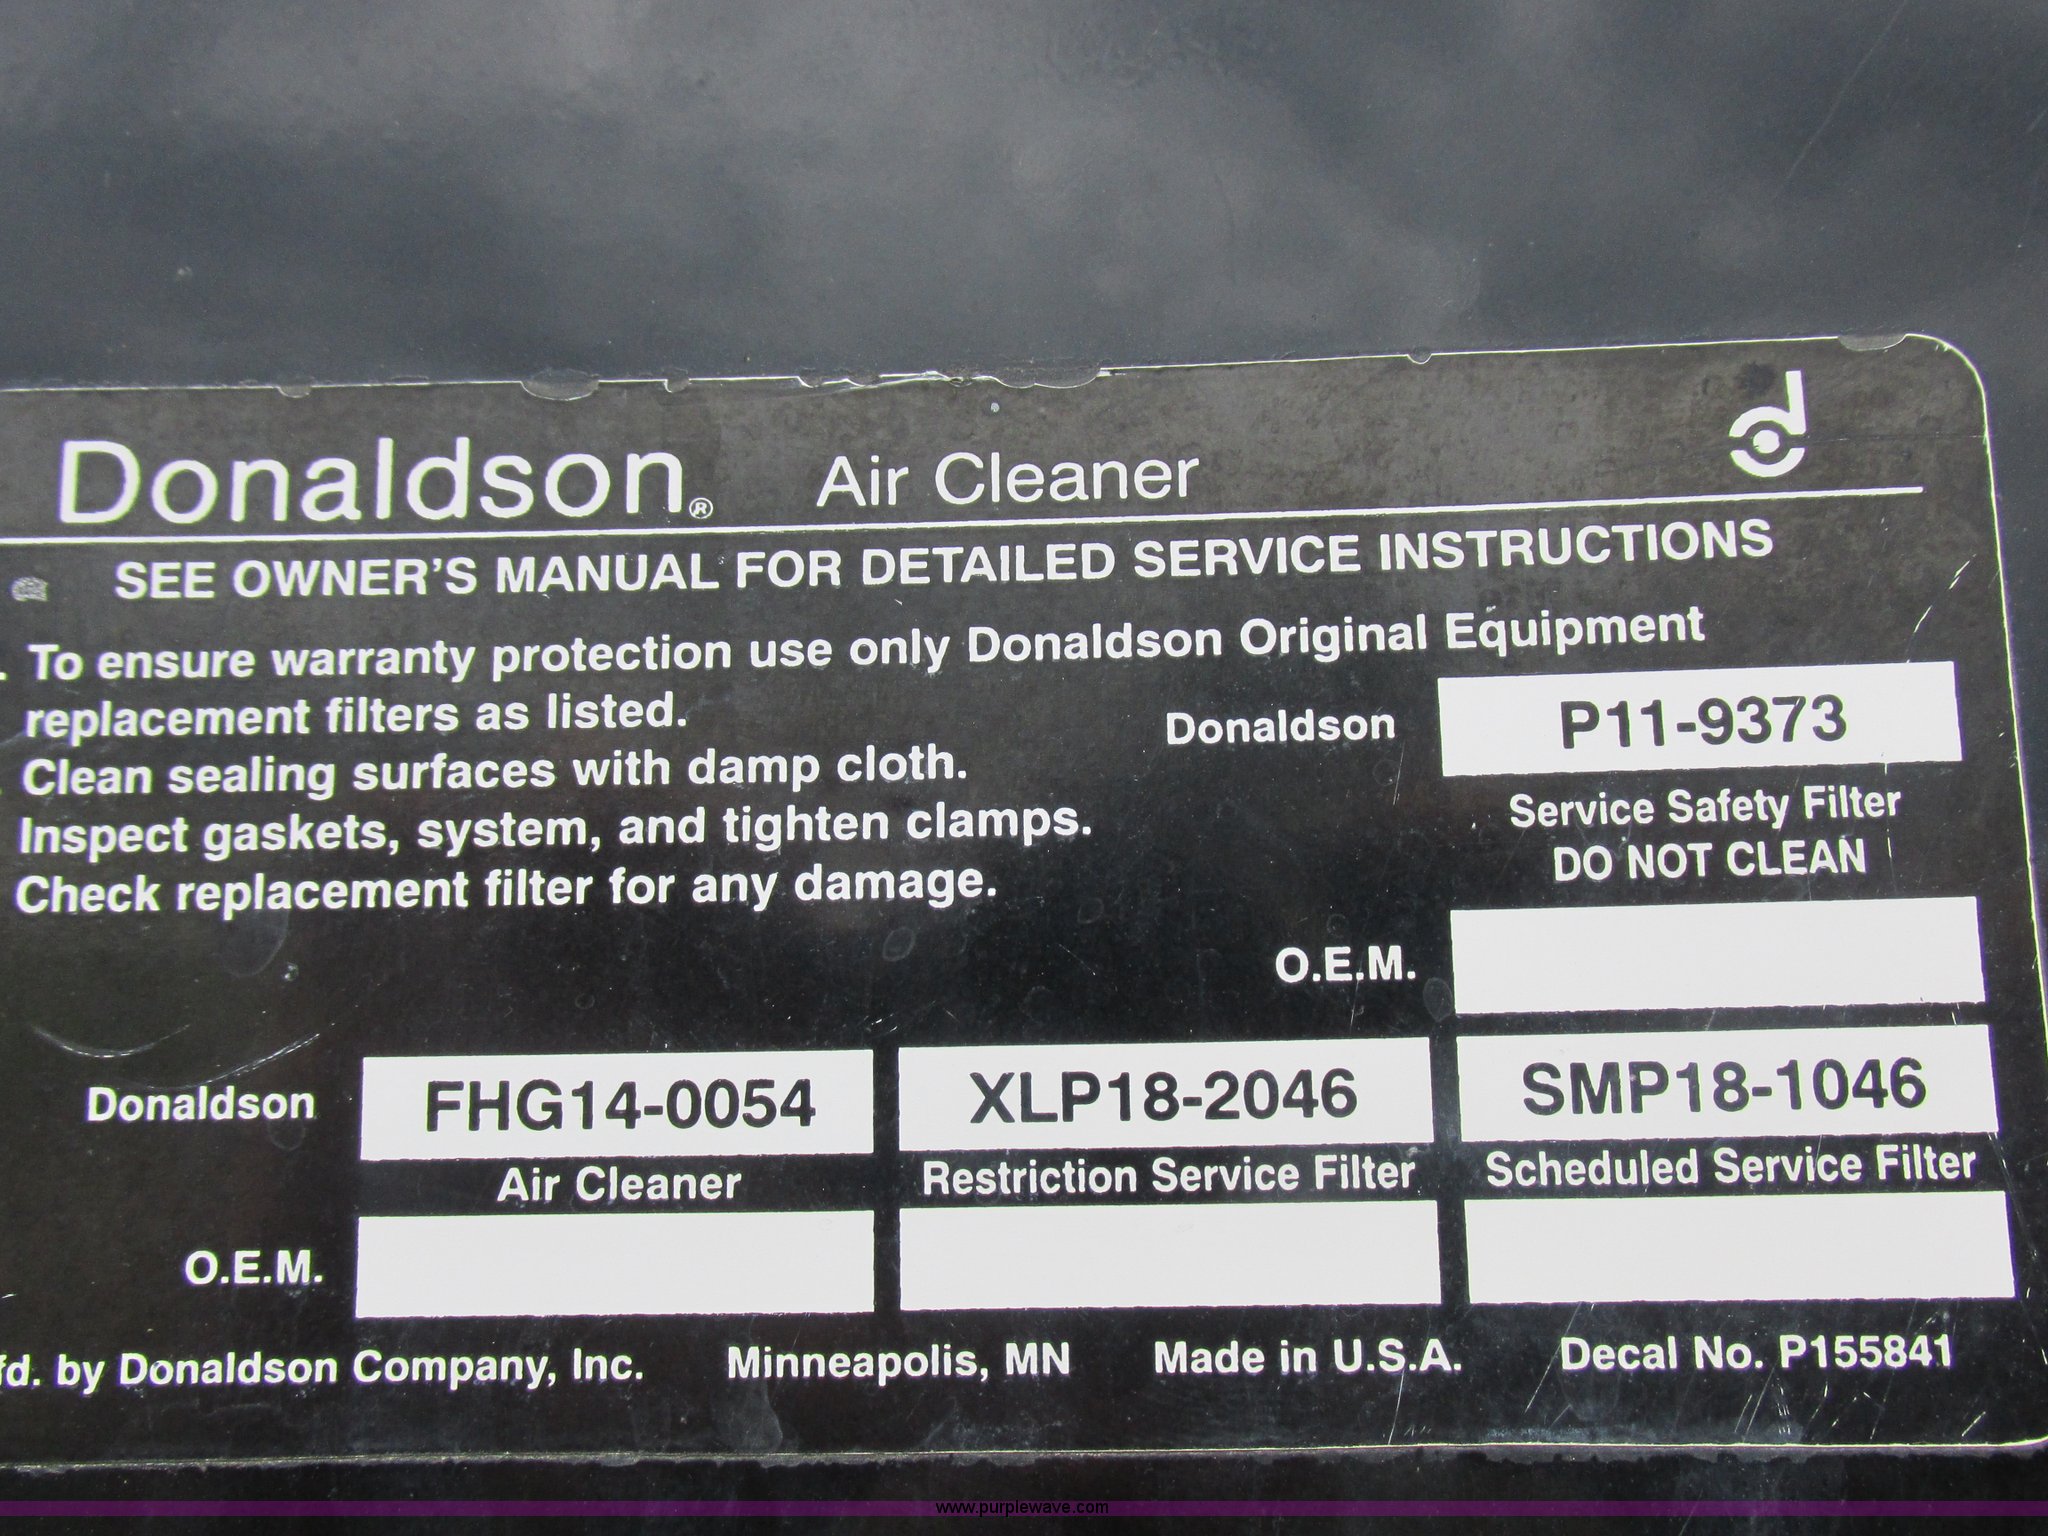 Donaldson® Air Cleaner
SEE OWNER'S MANUAL FOR DETAILED SERVICE INSTRUCTIONS
. To ensure warranty protection use only Donaldson Original Equipment
replacement filters as listed.
Donaldson P11-9373
Clean sealing surfaces with damp cloth.
Inspect gaskets, system, and tighten clamps.
Service Safety Filter
DO NOT CLEAN
Check replacement filter for any damage.
O.E.M.
Donaldson FHG14-0054 XLP18-2046 SMP18-1046
Air Cleaner Restriction Service Filter Scheduled Service Filter
O.E.M.
fd. by Donaldson Company, Inc. Minneapolis, MN Made in U.S.A. Decal No. P155841
www.purplewave.com